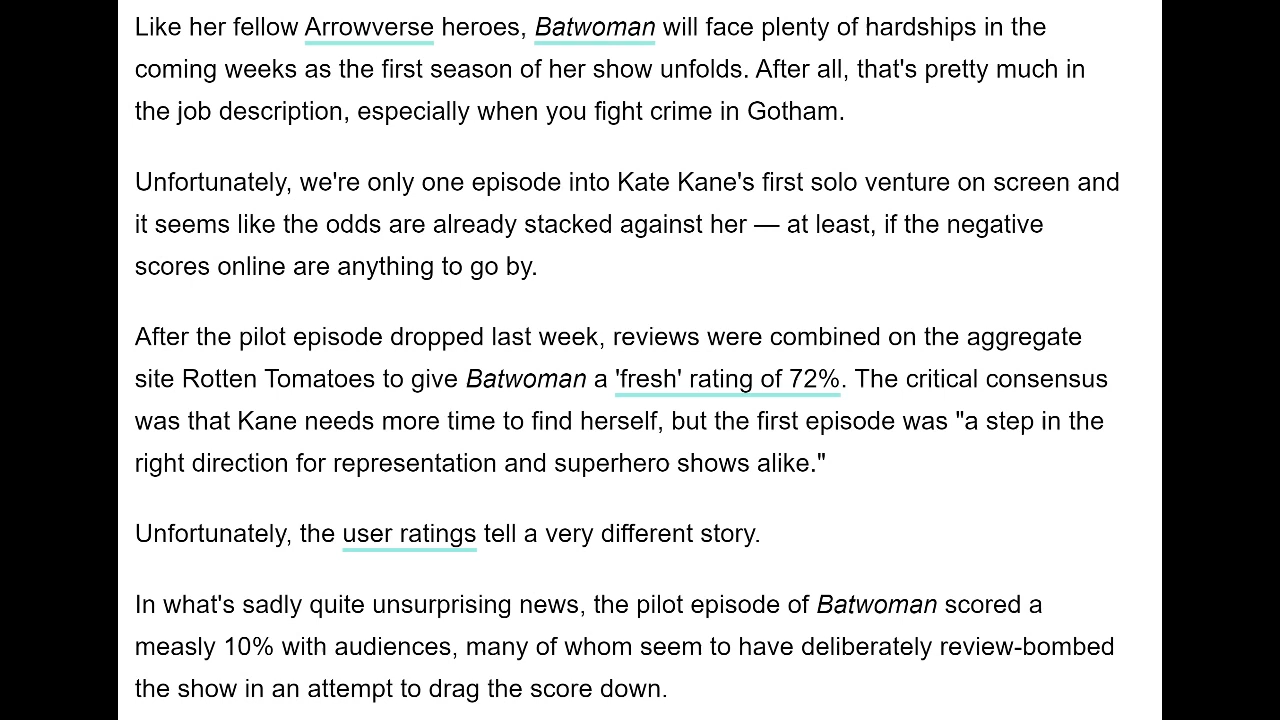 Like her fellow Arrowverse heroes, Batwoman will face plenty of hardships in the
coming weeks as the first season of her show unfolds. After all, that's pretty much in
the job description, especially when you fight crime in Gotham.
Unfortunately, we're only one episode into Kate Kane's first solo venture on screen and
it seems like the odds are already stacked against her — at least, if the negative
scores online are anything to go by.
After the pilot episode dropped last week, reviews were combined on the aggregate
site Rotten Tomatoes to give Batwoman a 'fresh' rating of 72%. The critical consensus
was that Kane needs more time to find herself, but the first episode was "a step in the
right direction for representation and superhero shows alike."
Unfortunately, the user ratings tell a very different story.
In what's sadly quite unsurprising news, the pilot episode of Batwoman scored a
measly 10% with audiences, many of whom seem to have deliberately review-bombed
the show in an attempt to drag the score down.